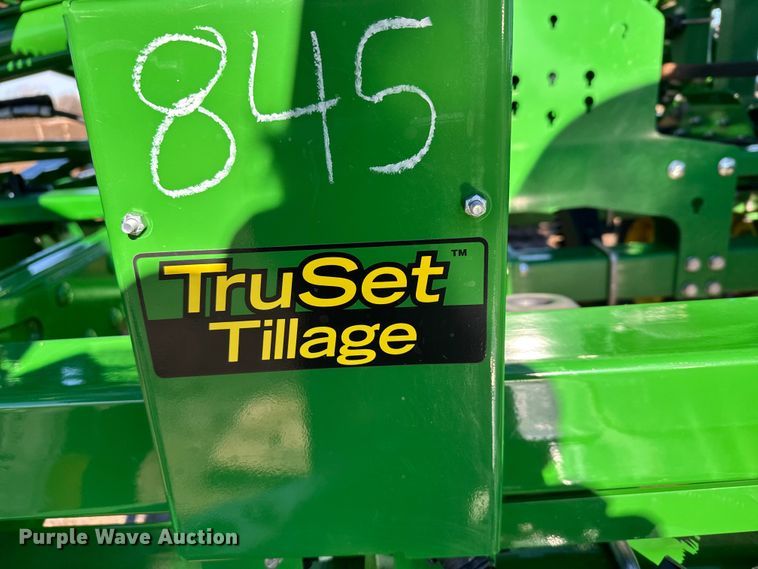 845
TruSet™
Tillage
Purple Wave Auction